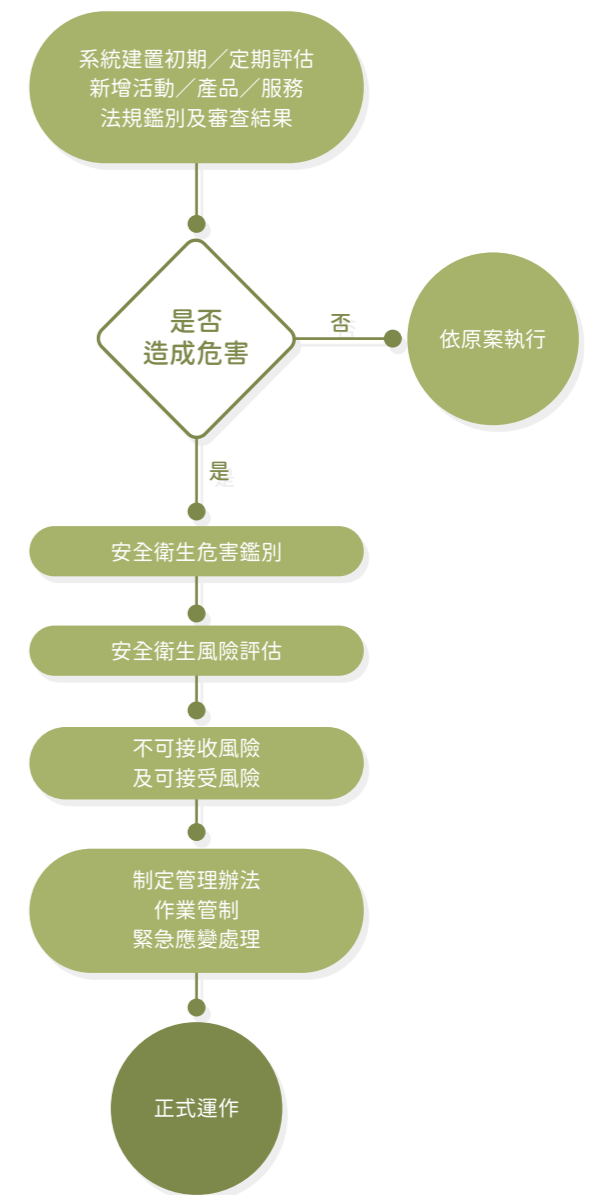 系統建置初期／定期評估
新增活動／產品／服務
法規鑑別及審查結果
是否
造成危害
否
依原案執行
是
安全衛生危害鑑別
安全衛生風險評估
不可接收風險
及可接受風險
制定管理辦法
作業管制
緊急應變處理
正式運作